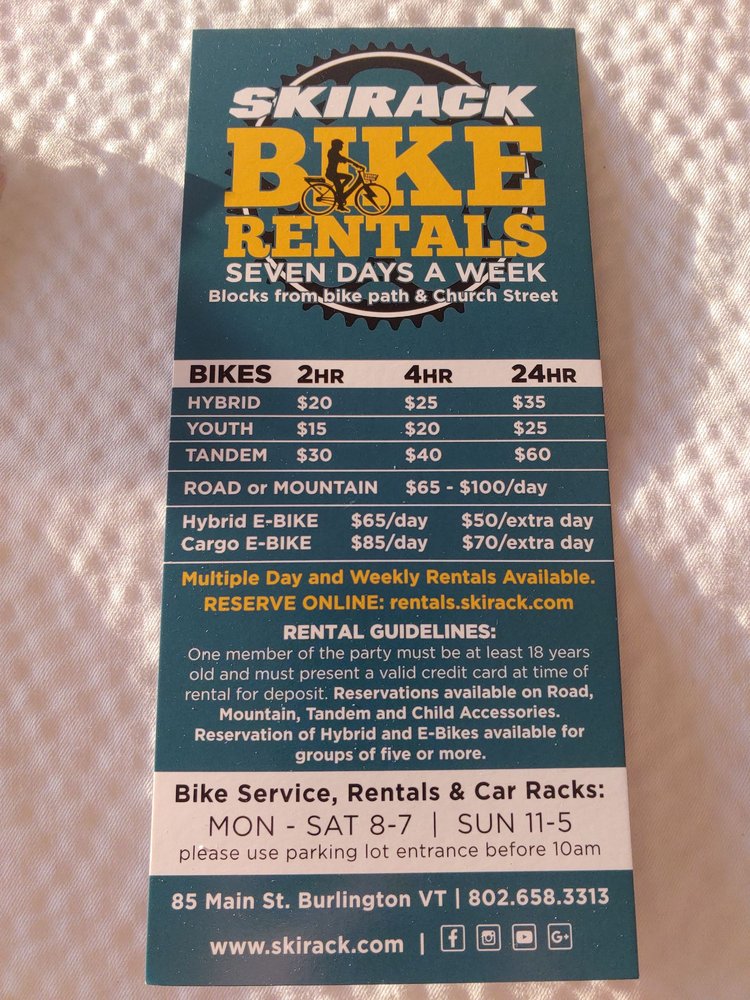 SKIRACK
BIKE
RENTALS
SEVEN DAYS A WEEK
Blocks from bike path & Church Street
BIKES 2HR 4HR 24HR
HYBRID $20 $25 $35
YOUTH $15 $20 $25
TANDEM $30 $40 $60
ROAD or MOUNTAIN $65 - $100/day
Hybrid E-BIKE $65/day $50/extra day
Cargo E-BIKE $85/day $70/extra day
Multiple Day and Weekly Rentals Available.
RESERVE ONLINE: rentals.skirack.com
RENTAL GUIDELINES:
One member of the party must be at least 18 years
old and must present a valid credit card at time of
rental for deposit. Reservations available on Road,
Mountain, Tandem and Child Accessories.
Reservation of Hybrid and E-Bikes available for
groups of five or more.
Bike Service, Rentals & Car Racks:
MON - SAT 8-7 | SUN 11-5
please use parking lot entrance before 10am
85 Main St. Burlington VT | 802.658.3313
www.skirack.com | f G+